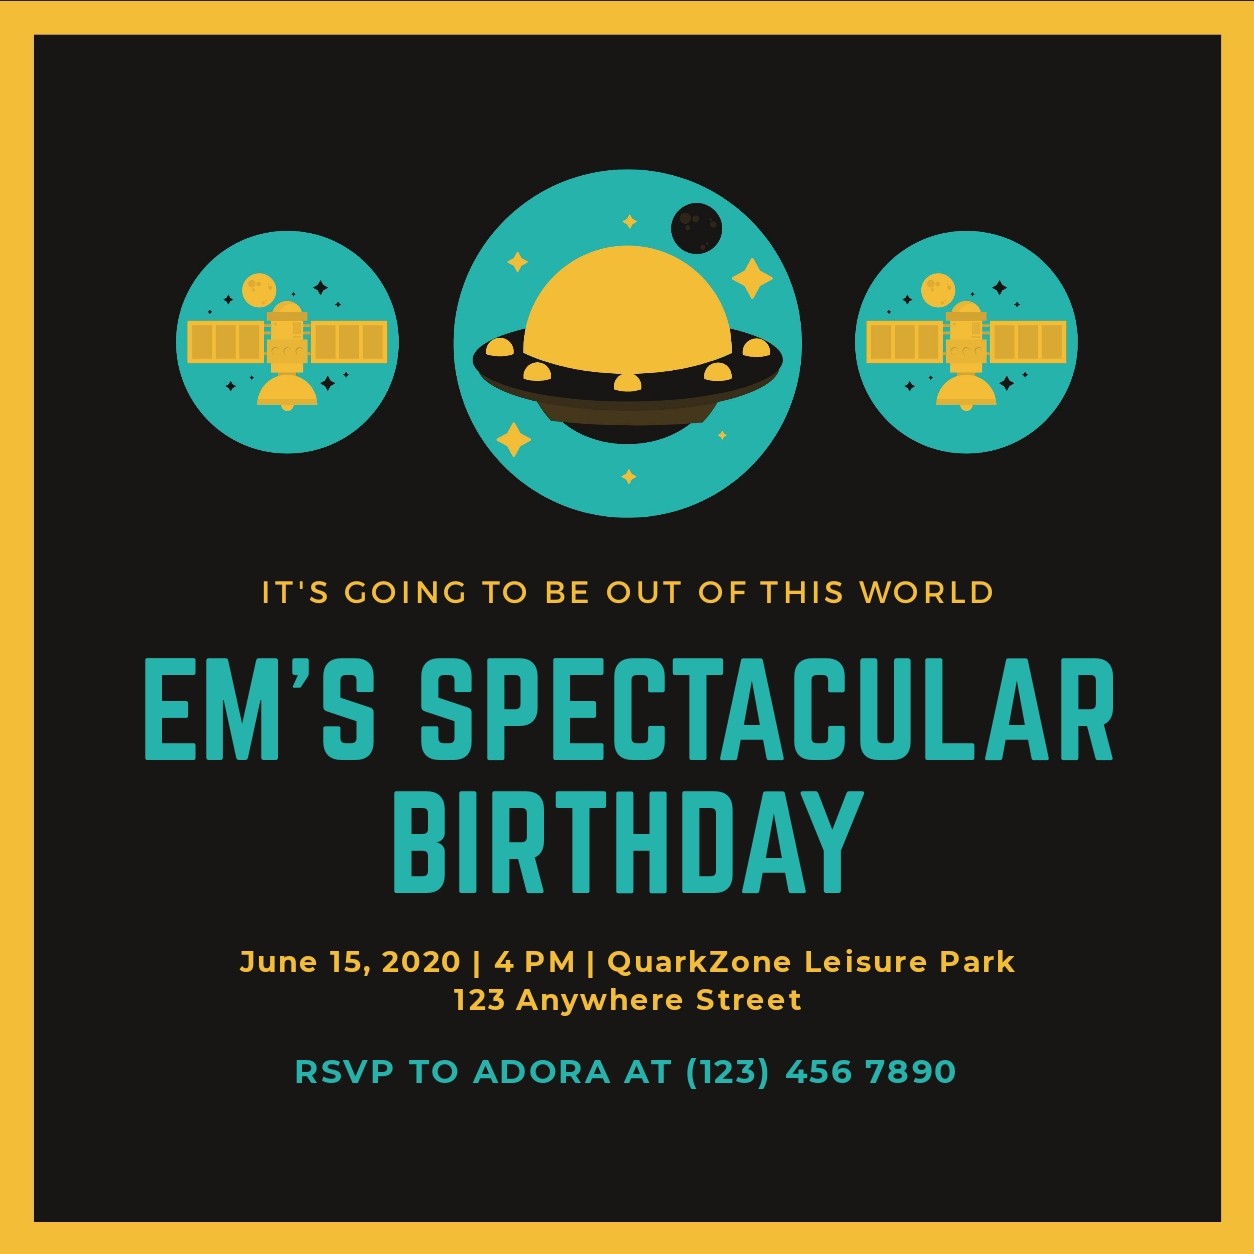 IT'S GOING TO BE OUT OF THIS WORLD
EM’S SPECTACULAR
BIRTHDAY
June 15, 2020 | 4 PM | QuarkZone Leisure Park
123 Anywhere Street
RSVP TO ADORA AT (123) 456 7890